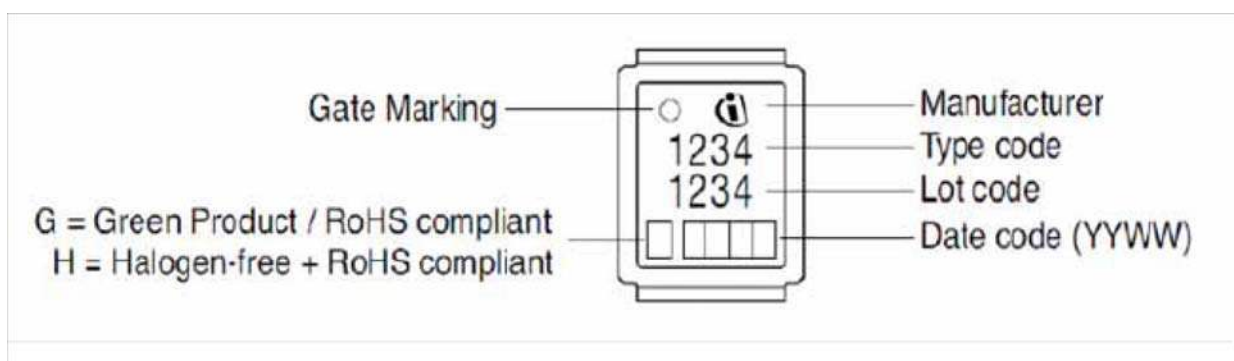 Gate Marking
Manufacturer
1234
Type code
1234
Lot code
G = Green Product / RoHS compliant
H = Halogen-free + RoHS compliant
Date code (YYWW)